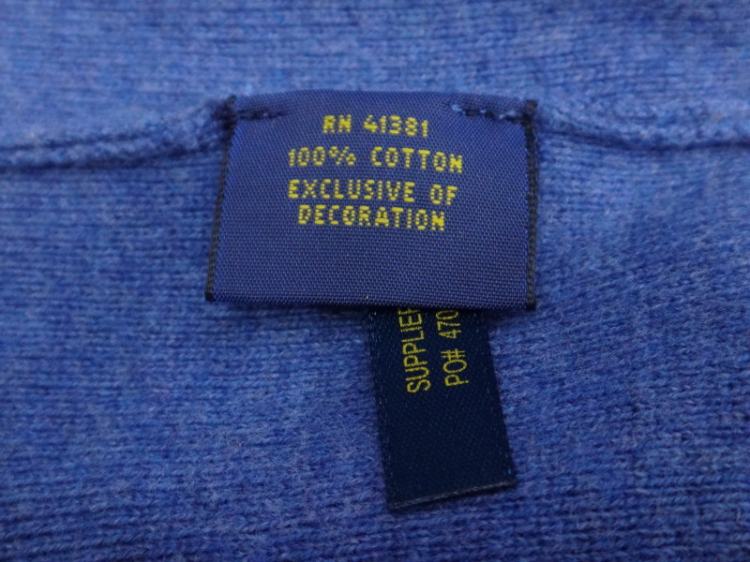 RN 41381
100% COTTON
EXCLUSIVE OF
DECORATION
SUPPLIER
PO# 470